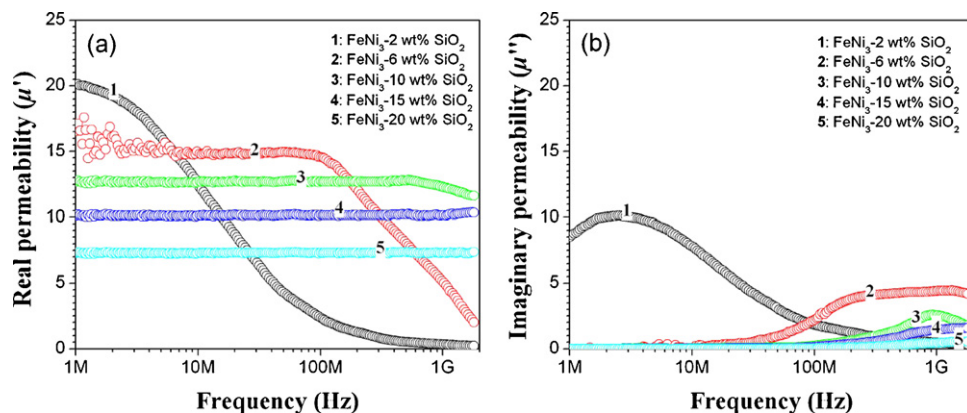 (a)
1: FeNi₃-2 wt% SiO₂
2: FeNi₃-6 wt% SiO₂
3: FeNi₃-10 wt% SiO₂
4: FeNi₃-15 wt% SiO₂
5: FeNi₃-20 wt% SiO₂
Real permeability (μ')
25
20
15
10
5
0
1
2
3
4
5
1M 10M 100M 1G
Frequency (Hz)
(b)
1: FeNi₃-2 wt% SiO₂
2: FeNi₃-6 wt% SiO₂
3: FeNi₃-10 wt% SiO₂
4: FeNi₃-15 wt% SiO₂
5: FeNi₃-20 wt% SiO₂
Imaginary permeability (μ'')
25
20
15
10
5
0
1
2
3
4
5
1M 10M 100M 1G
Frequency (Hz)